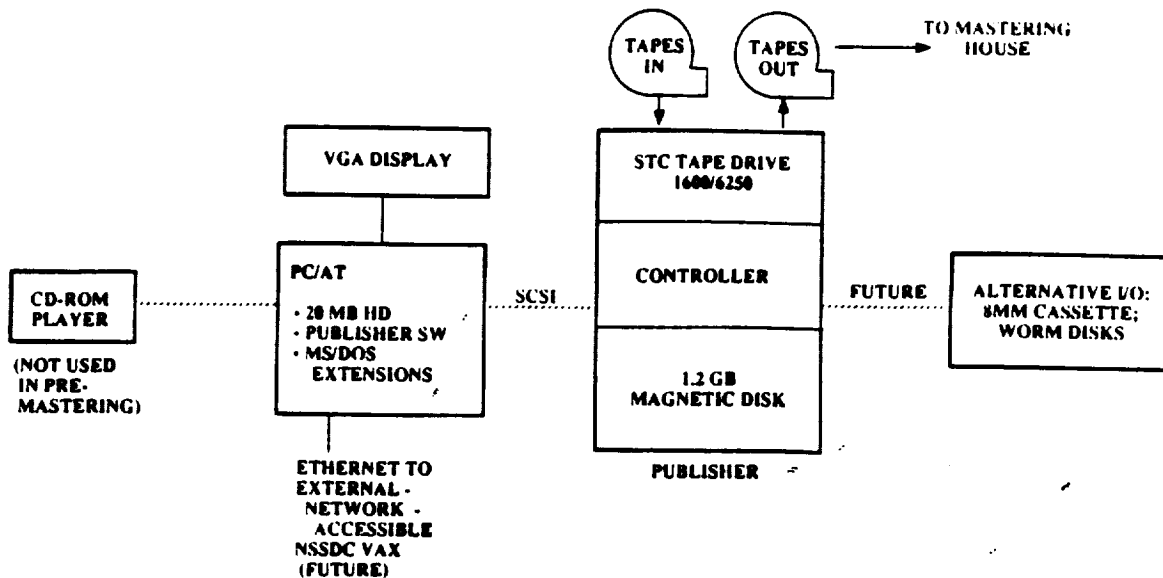 TAPES
IN
TAPES
OUT
TO MASTERING
HOUSE
VGA DISPLAY
STC TAPE DRIVE
1600/6250
CD-ROM
PLAYER
(NOT USED
IN PRE-
MASTERING)
PC/AT
• 20 MB HD
• PUBLISHER SW
• MS/DOS
EXTENSIONS
SCSI
CONTROLLER
FUTURE
ALTERNATIVE I/O:
8MM CASSETTE;
WORM DISKS
1.2 GB
MAGNETIC DISK
PUBLISHER
ETHERNET TO
EXTERNAL -
NETWORK -
ACCESSIBLE
NSSDC VAX
(FUTURE)